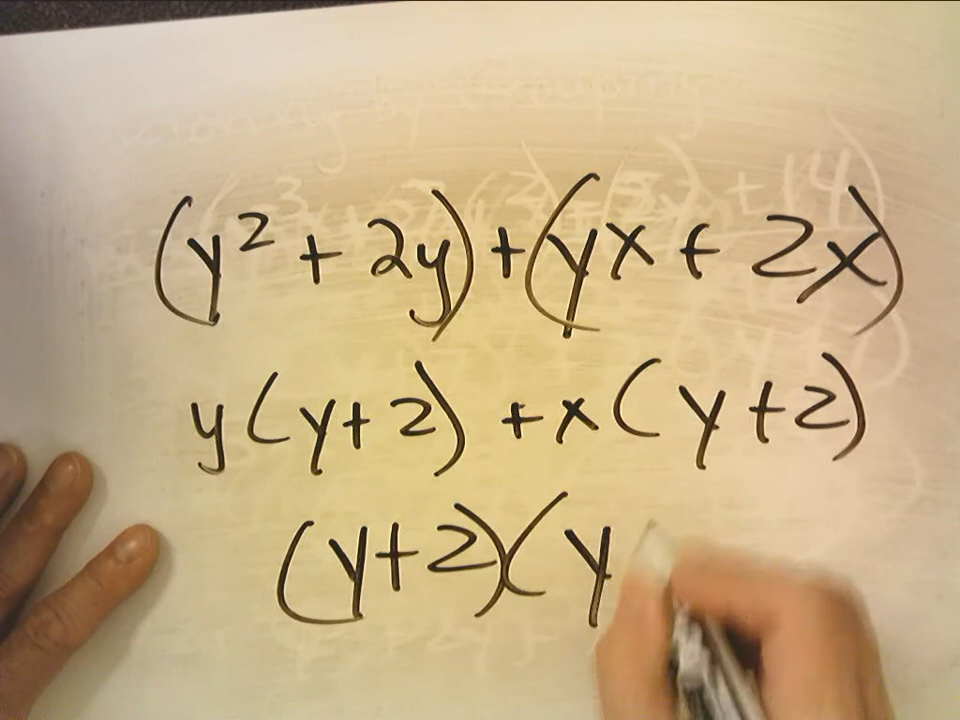 (y² + 2y) + (yx + 2x)
y(y+2) + x(y+2)
(y+2)(y